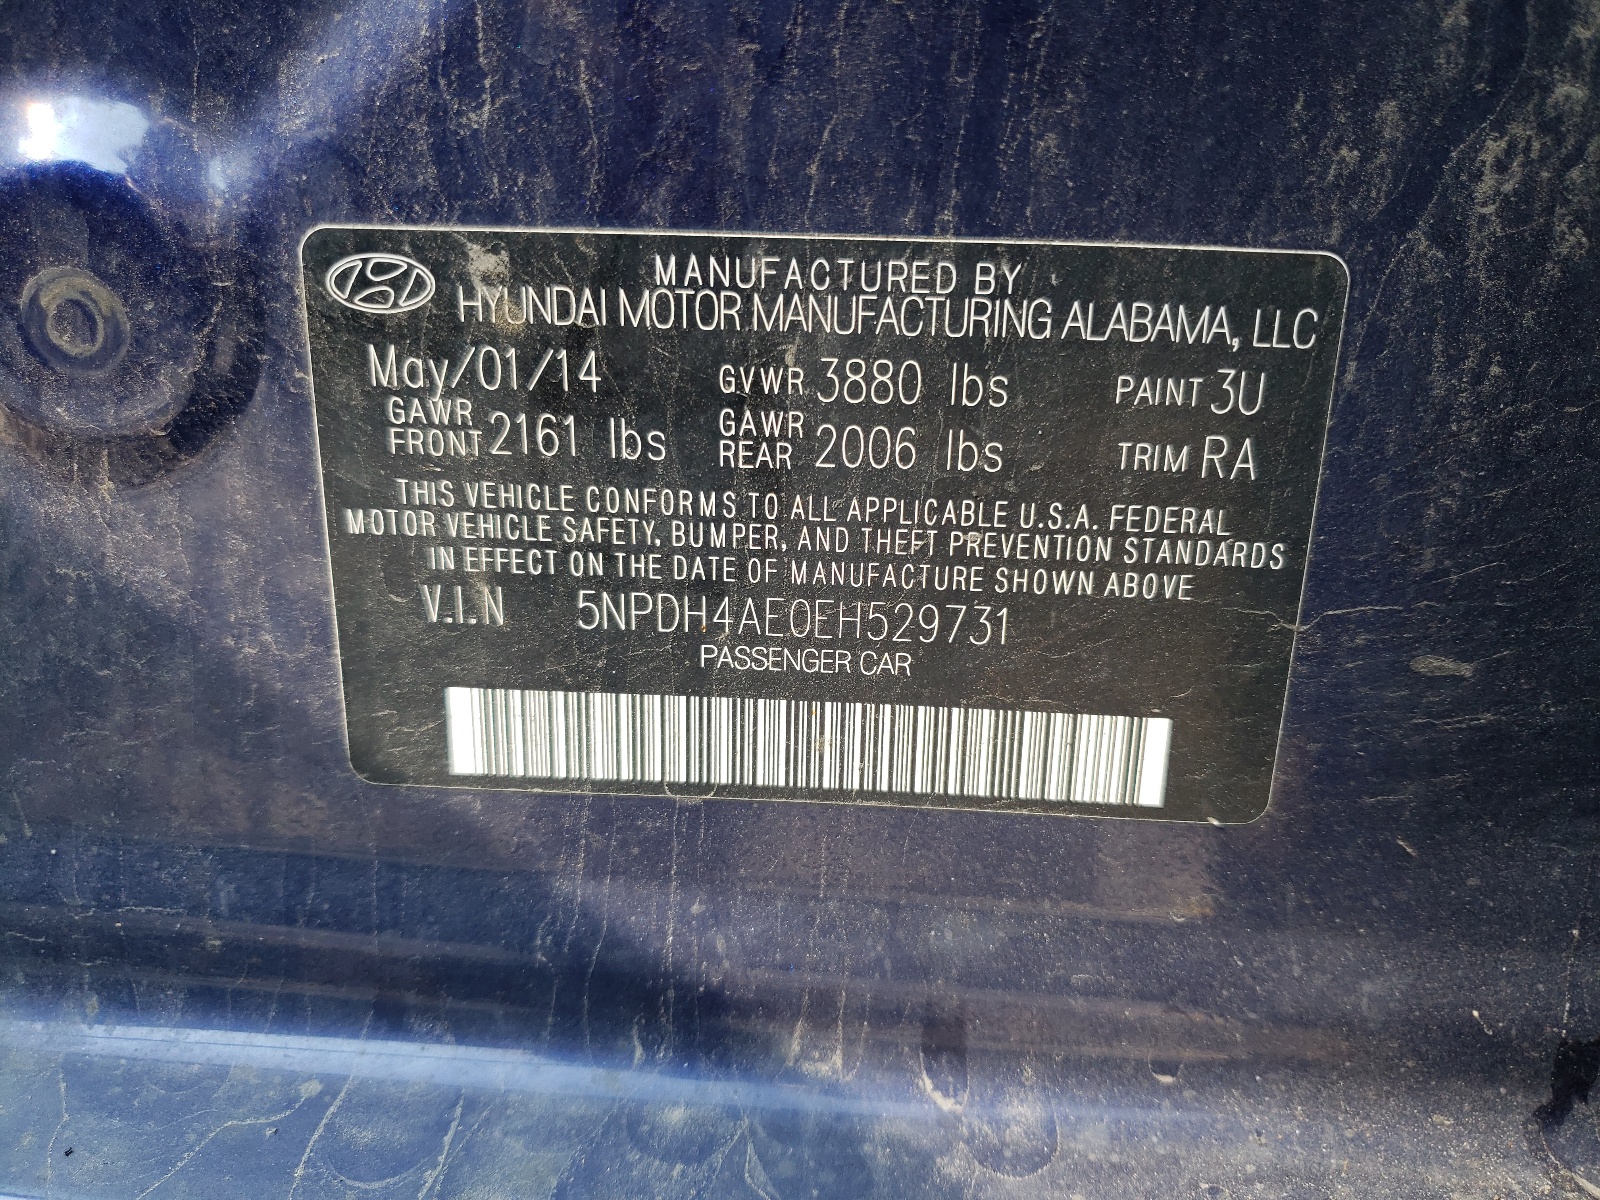 MANUFACTURED BY
HYUNDAI MOTOR MANUFACTURING ALABAMA, LLC
May/01/14 GVWR 3880 lbs PAINT 3U
GAWR FRONT 2161 lbs GAWR REAR 2006 lbs TRIM RA
THIS VEHICLE CONFORMS TO ALL APPLICABLE U.S.A. FEDERAL
MOTOR VEHICLE SAFETY, BUMPER, AND THEFT PREVENTION STANDARDS
IN EFFECT ON THE DATE OF MANUFACTURE SHOWN ABOVE
V.I.N 5NPDH4AE0EH529731
PASSENGER CAR